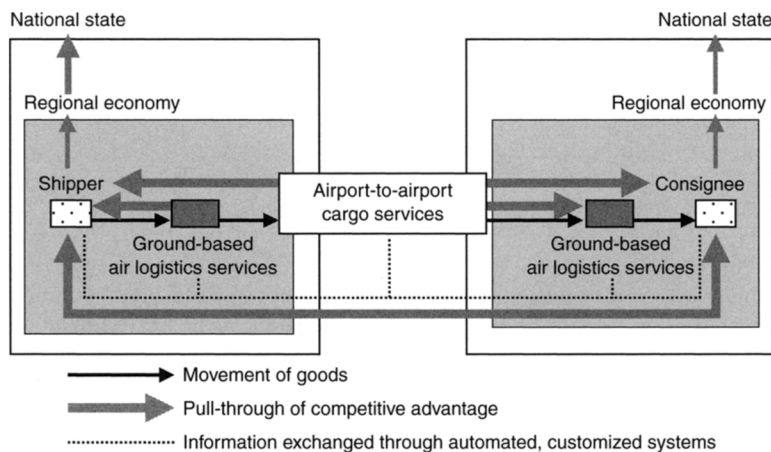 National state
National state
Regional economy
Regional economy
Shipper
Airport-to-airport
cargo services
Consignee
Ground-based
air logistics services
Ground-based
air logistics services
Movement of goods
Pull-through of competitive advantage
Information exchanged through automated, customized systems